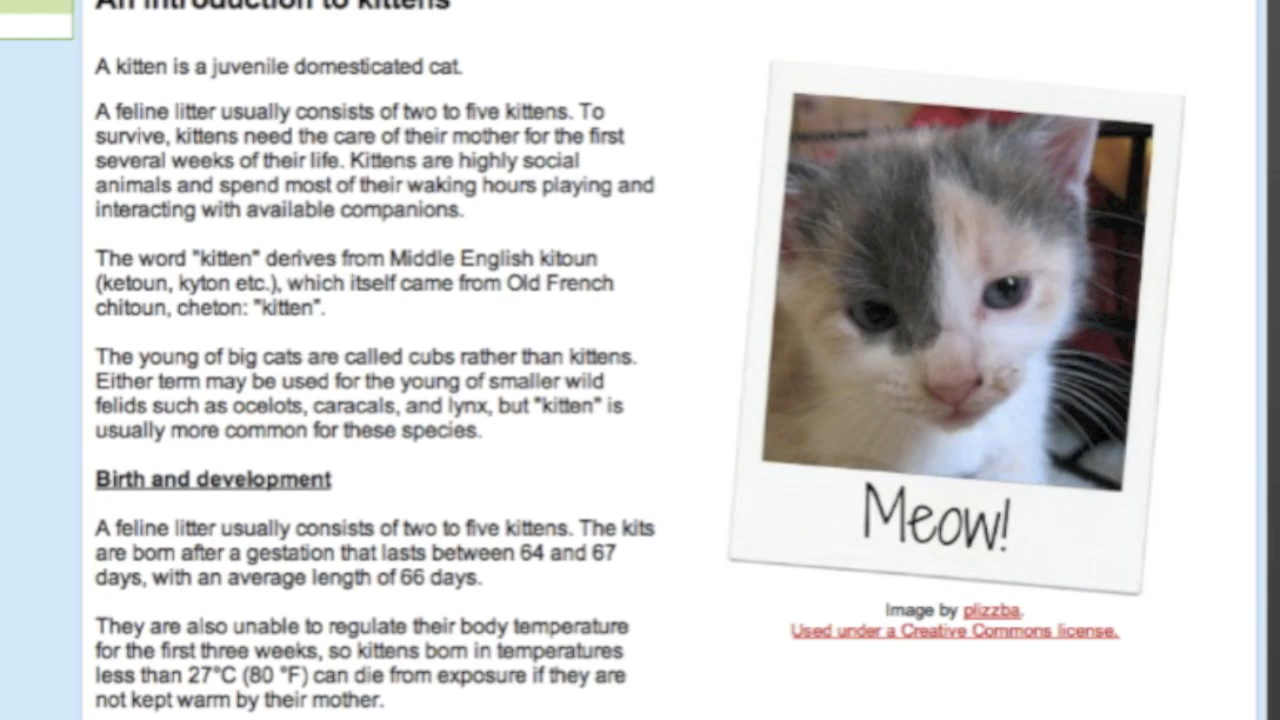 An introduction to kittens
A kitten is a juvenile domesticated cat.
A feline litter usually consists of two to five kittens. To
survive, kittens need the care of their mother for the first
several weeks of their life. Kittens are highly social
animals and spend most of their waking hours playing and
interacting with available companions.
The word "kitten" derives from Middle English kitoun
(ketoun, kyton etc.), which itself came from Old French
chitoun, cheton: "kitten".
The young of big cats are called cubs rather than kittens.
Either term may be used for the young of smaller wild
felids such as ocelots, caracals, and lynx, but "kitten" is
usually more common for these species.
Birth and development
A feline litter usually consists of two to five kittens. The kits
are born after a gestation that lasts between 64 and 67
days, with an average length of 66 days.
They are also unable to regulate their body temperature
for the first three weeks, so kittens born in temperatures
less than 27°C (80 °F) can die from exposure if they are
not kept warm by their mother.
Meow!
Image by plizzba.
Used under a Creative Commons license.